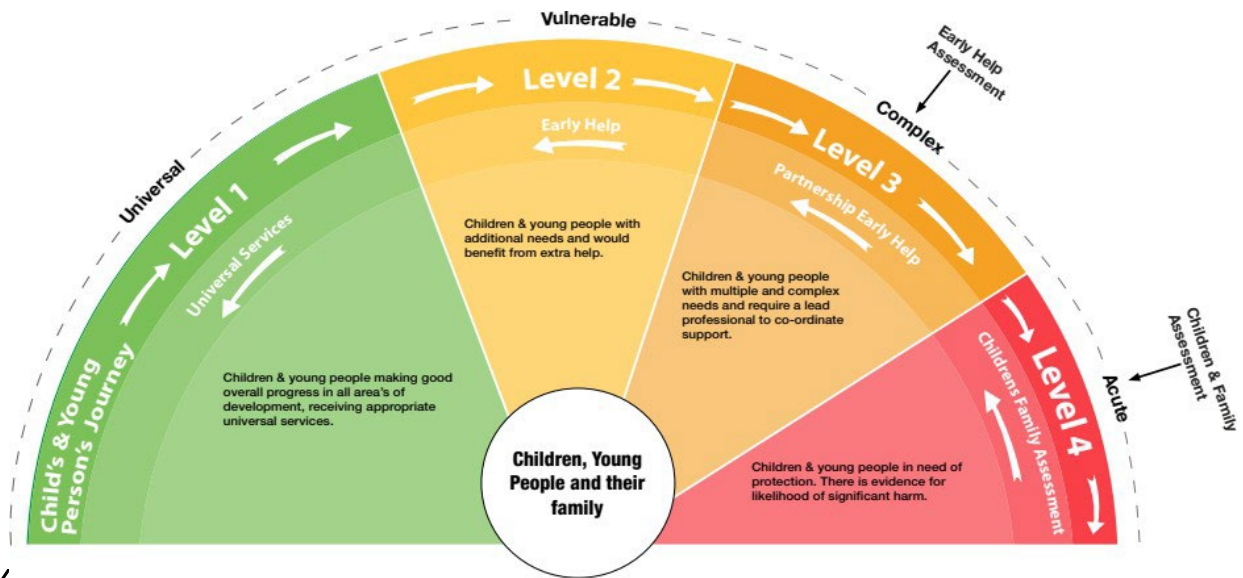 Universal
Vulnerable
Complex
Acute
Early Help
Assessment
Children & Family
Assessment
Child's & Young
Person's Journey
Level 1
Universal Services
Children & young people making good
overall progress in all area's of
development, receiving appropriate
universal services.
Level 2
Early Help
Children & young people with
additional needs and would
benefit from extra help.
Level 3
Partnership Early Help
Children & young people
with multiple and complex
needs and require a lead
professional to co-ordinate
support.
Level 4
Childrens Family Assessment
Children & young people in need of
protection. There is evidence for
likelihood of significant harm.
Children, Young
People and their
family